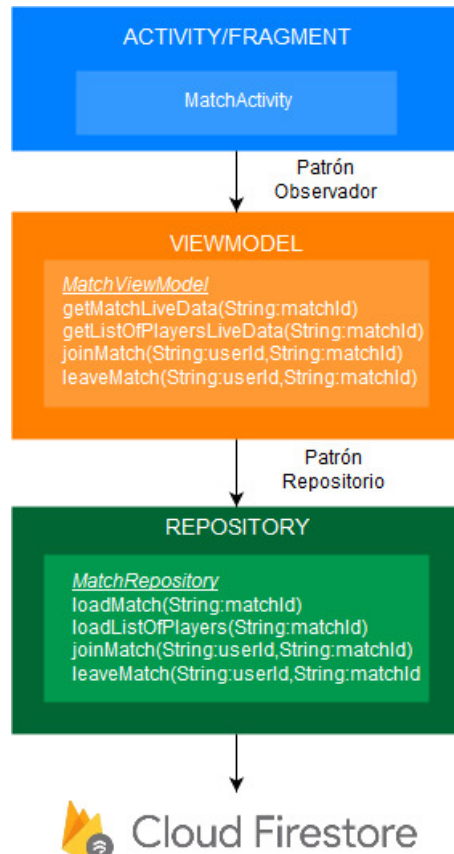 ACTIVITY/FRAGMENT
MatchActivity
Patrón
Observador
VIEWMODEL
MatchViewModel
getMatchLiveData(String:matchId)
getListOfPlayersLiveData(String:matchId)
joinMatch(String:userId,String:matchId)
leaveMatch(String:userId,String:matchId)
Patrón
Repositorio
REPOSITORY
MatchRepository
loadMatch(String:matchId)
loadListOfPlayers(String:matchId)
joinMatch(String:userId,String:matchId)
leaveMatch(String:userId,String:matchId
Cloud Firestore